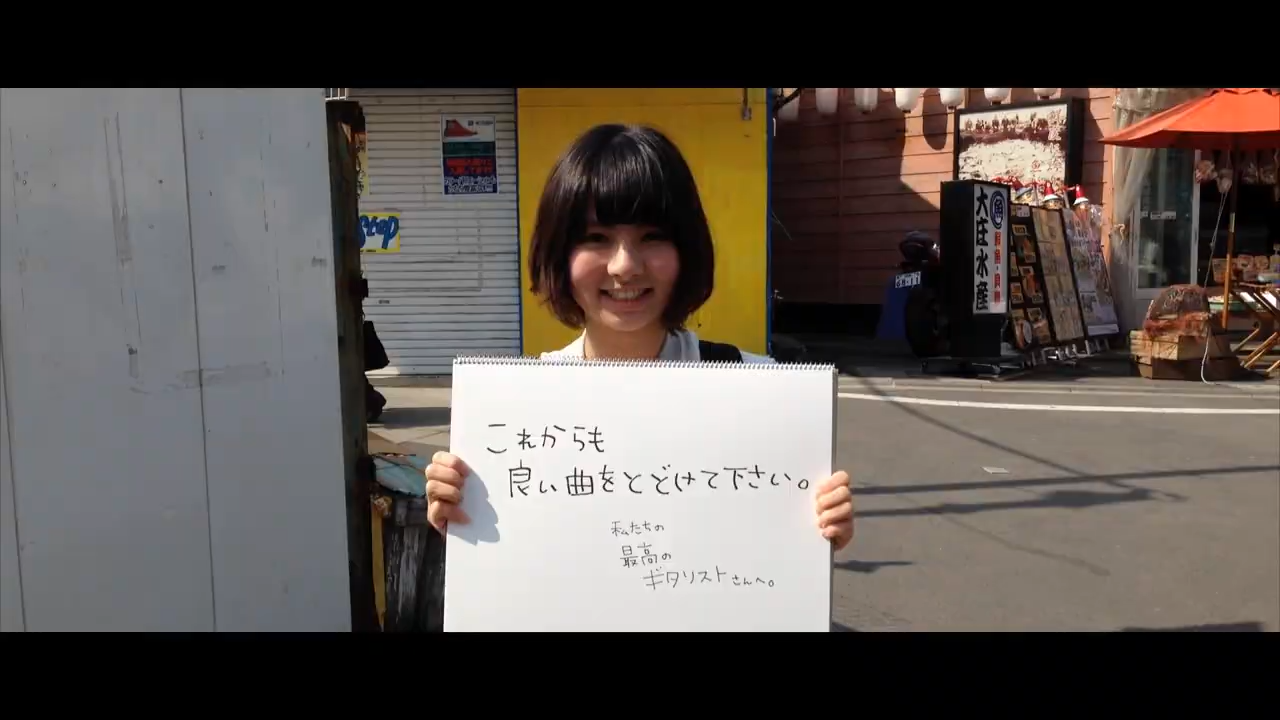 これからも
良い曲をとどけて下さい。
私たちの
最高の
ギタリストさんへ。
大庄水産
Step